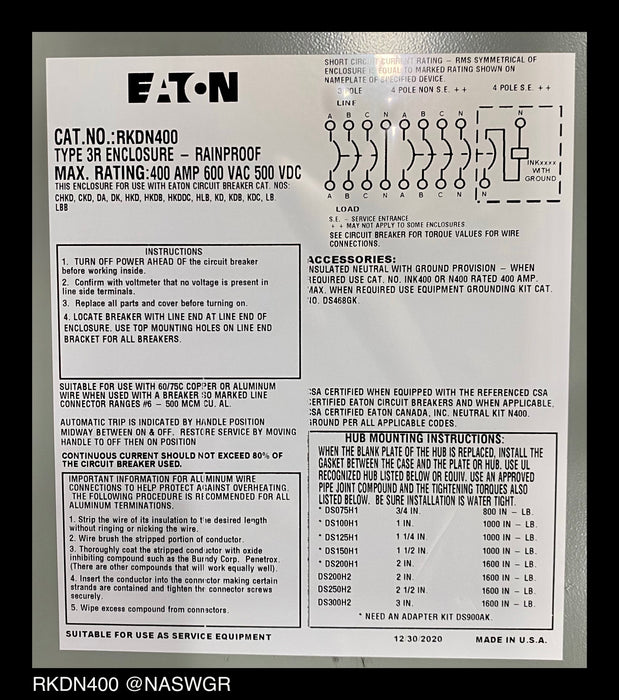 EATON
CAT.NO.:RKDN400
TYPE 3R ENCLOSURE – RAINPROOF
MAX. RATING:400 AMP 600 VAC 500 VDC
THIS ENCLOSURE FOR USE WITH EATON CIRCUIT BREAKER CAT. NOS:
CHKD, CKD, DA, DK, HKD, HKDB, HKDDC, HLB, KD, KDB, KDC, LB
LBB
INSTRUCTIONS
1. TURN OFF POWER AHEAD OF the circuit breaker
before working inside.
2. Confirm with voltmeter that no voltage is present in
line side terminals.
3. Replace all parts and cover before turning on.
4. LOCATE BREAKER WITH LINE END AT LINE END OF
ENCLOSURE. USE TOP MOUNTING HOLES ON LINE END
BRACKET FOR ALL BREAKERS.
SUITABLE FOR USE WITH 60/75C COPPER OR ALUMINUM
WIRE WHEN USED WITH A BREAKER SO MARKED LINE
CONNECTOR RANGES #6 – 500 MCM CU. AL.
AUTOMATIC TRIP IS INDICATED BY HANDLE POSITION
MIDWAY BETWEEN ON & OFF. RESTORE SERVICE BY MOVING
HANDLE TO OFF THEN ON POSITION
CONTINUOUS CURRENT SHOULD NOT EXCEED 80% OF
THE CIRCUIT BREAKER USED.
IMPORTANT INFORMATION FOR ALUMINUM WIRE
CONNECTIONS TO HELP PROTECT AGAINST OVERHEATING.
THE FOLLOWING PROCEDURE IS RECOMMENDED FOR ALL
ALUMINUM TERMINATIONS.
1. Strip the wire of its insulation to the desired length
without ringing or nicking the wire.
2. Wire brush the stripped portion of conductor.
3. Thoroughly coat the stripped conductor with oxide
inhibiting compound such as the Burndy Corp. Penetrox.
(There are other compounds that will work equally well).
4. Insert the conductor into the connector making certain
strands are contained and tighten the connector screws
securely.
5. Wipe excess compound from connectors.
SUITABLE FOR USE AS SERVICE EQUIPMENT
SHORT CIRCUIT CURRENT RATING – RMS SYMMETRICAL OF
ENCLOSURE IS EQUAL TO MARKED RATING SHOWN ON
NAMEPLATE OF SPECIFIED DEVICE.
3 POLE 4 POLE NON S.E. + + 4 POLE S.E. + +
LINE
A B C N A B C N N
INKxxxx
WITH
GROUND
A B C N A B C N N
LOAD
S.E. – SERVICE ENTRANCE
+ + MAY NOT APPLY TO SOME ENCLOSURES
SEE CIRCUIT BREAKER FOR TORQUE VALUES FOR WIRE
CONNECTIONS.
ACCESSORIES:
NSULATED NEUTRAL WITH GROUND PROVISION – WHEN
REQUIRED USE CAT. NO. INK400 OR N400 RATED 400 AMP.
MAX. WHEN REQUIRED USE EQUIPMENT GROUNDING KIT CAT.
NO. DS468GK.
CSA CERTIFIED WHEN EQUIPPED WITH THE REFERENCED CSA
CERTIFIED EATON CIRCUIT BREAKERS AND WHEN APPLICABLE,
CSA CERTIFIED EATON CANADA, INC. NEUTRAL KIT N400.
GROUND PER ALL APPLICABLE CODES.
HUB MOUNTING INSTRUCTIONS:
WHEN THE BLANK PLATE OF THE HUB IS REPLACED, INSTALL THE
GASKET BETWEEN THE CASE AND THE PLATE OR HUB. USE UL
RECOGNIZED HUB LISTED BELOW OR EQUIV. USE AN APPROVED
PIPE JOINT COMPOUND AND THE TIGHTENING TORQUES ALSO
LISTED BELOW. BE SURE INSTALLATION IS WATER TIGHT.
* DS075H1 3/4 IN. 800 IN – LB.
* DS100H1 1 IN. 1000 IN – LB.
* DS125H1 1 1/4 IN. 1000 IN – LB.
* DS150H1 1 1/2 IN. 1000 IN – LB.
* DS200H1 2 IN. 1600 IN – LB.
DS200H2 2 IN. 1600 IN – LB.
DS250H2 2 1/2 IN. 1600 IN – LB.
DS300H2 3 IN. 1600 IN – LB.
* NEED AN ADAPTER KIT DS900AK.
12/30/2020 MADE IN U.S.A.
RKDN400 @NASWGR